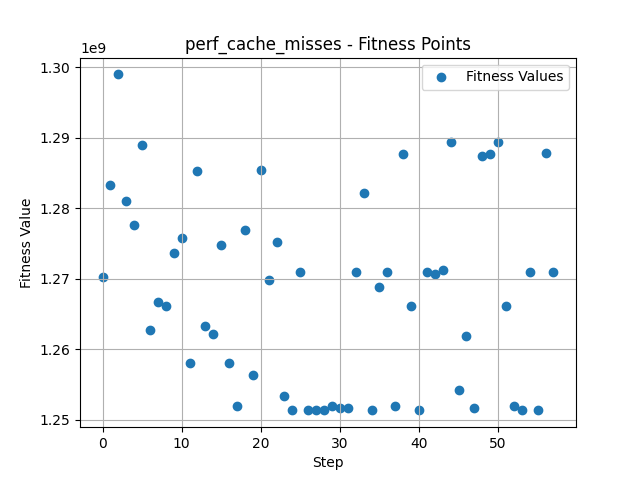 perf_cache_misses - Fitness Points
1e9
1.30
1.29
1.28
1.27
1.26
1.25
Fitness Value
Fitness Values
0 10 20 30 40 50
Step